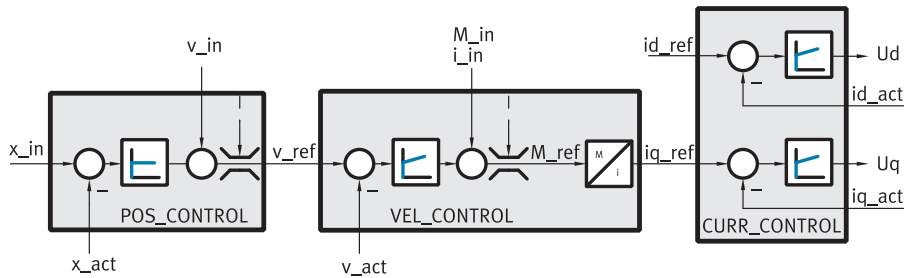 M_in
i_in
v_in
id_ref
Ud
id_act
x_in
v_ref
M_ref
M
i
iq_ref
Uq
iq_act
POS_CONTROL
VEL_CONTROL
CURR_CONTROL
x_act
v_act